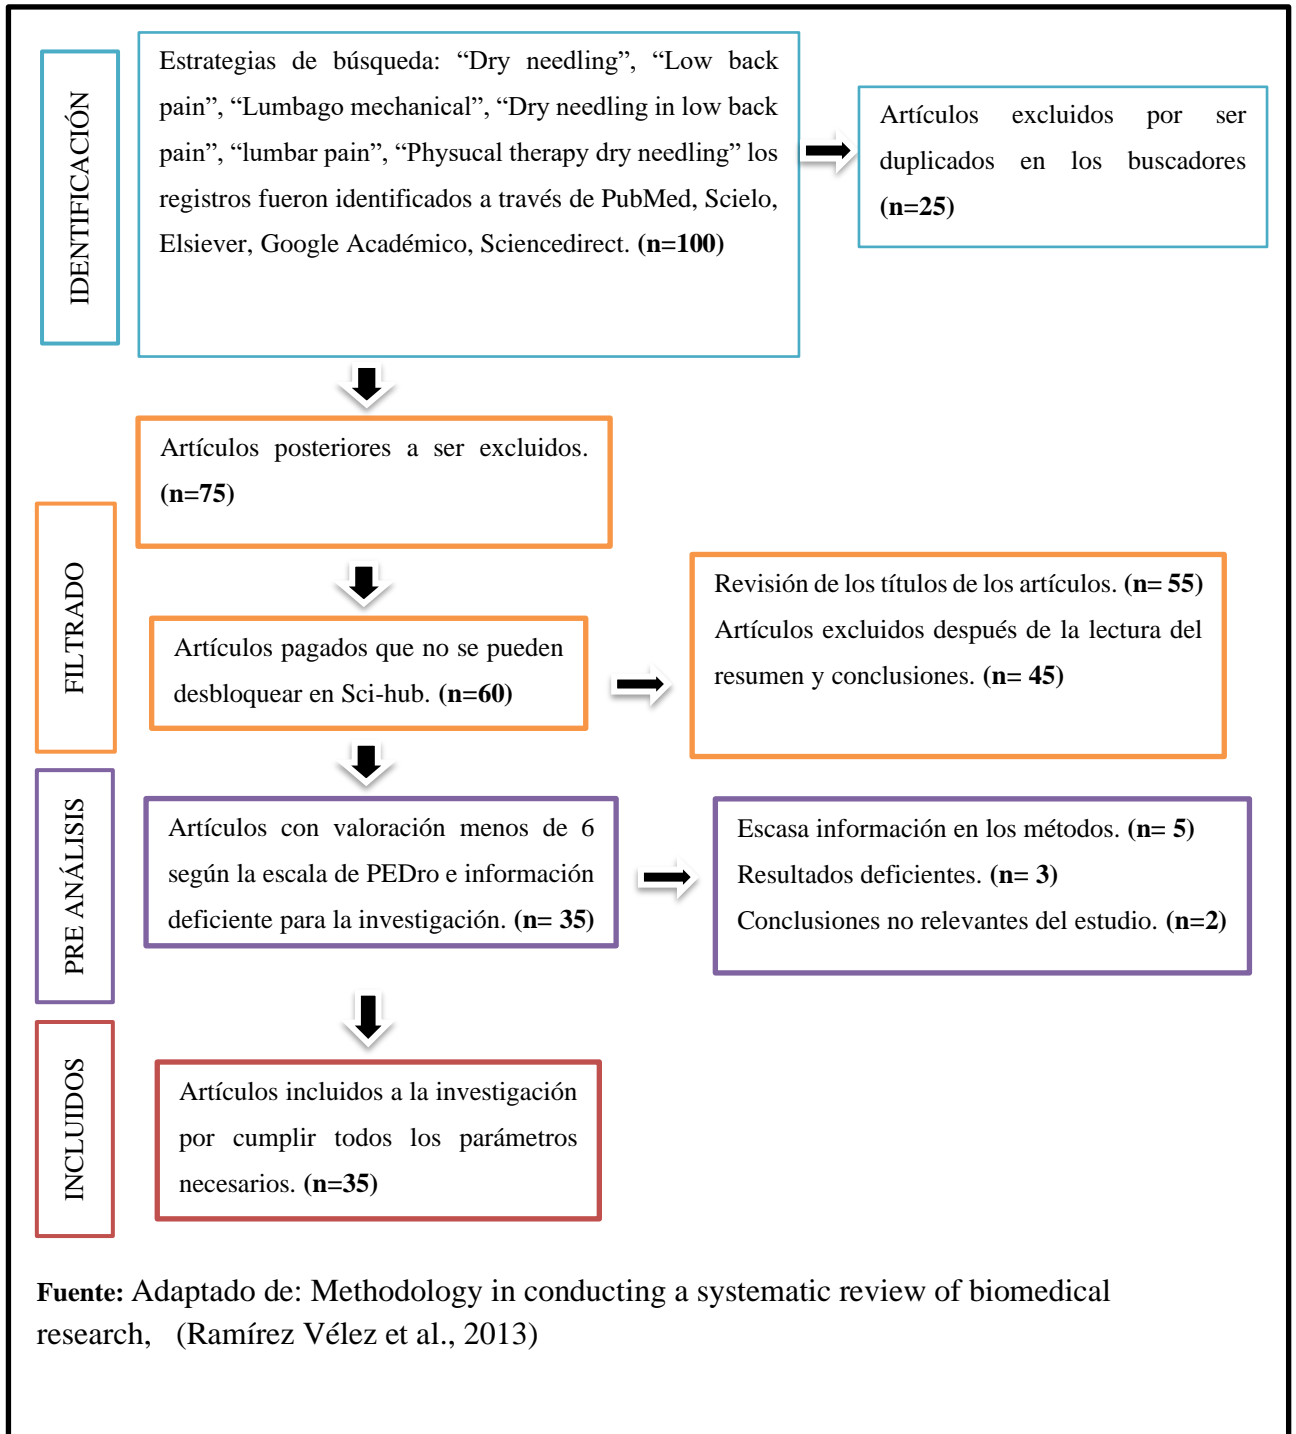 IDENTIFICACIÓN
Estrategias de búsqueda: “Dry needling”, “Low back
pain”, “Lumbago mechanical”, “Dry needling in low back
pain”, “lumbar pain”, “Physucal therapy dry needling” los
registros fueron identificados a través de PubMed, Scielo,
Elsiever, Google Académico, Sciencedirect. (n=100)
Artículos excluidos por ser
duplicados en los buscadores
(n=25)
Artículos posteriores a ser excluidos.
(n=75)
FILTRADO
Artículos pagados que no se pueden
desbloquear en Sci-hub. (n=60)
Revisión de los títulos de los artículos. (n= 55)
Artículos excluidos después de la lectura del
resumen y conclusiones. (n= 45)
PRE ANÁLISIS
Artículos con valoración menos de 6
según la escala de PEDro e información
deficiente para la investigación. (n= 35)
Escasa información en los métodos. (n= 5)
Resultados deficientes. (n= 3)
Conclusiones no relevantes del estudio. (n=2)
INCLUIDOS
Artículos incluidos a la investigación
por cumplir todos los parámetros
necesarios. (n=35)
Fuente: Adaptado de: Methodology in conducting a systematic review of biomedical
research, (Ramírez Vélez et al., 2013)